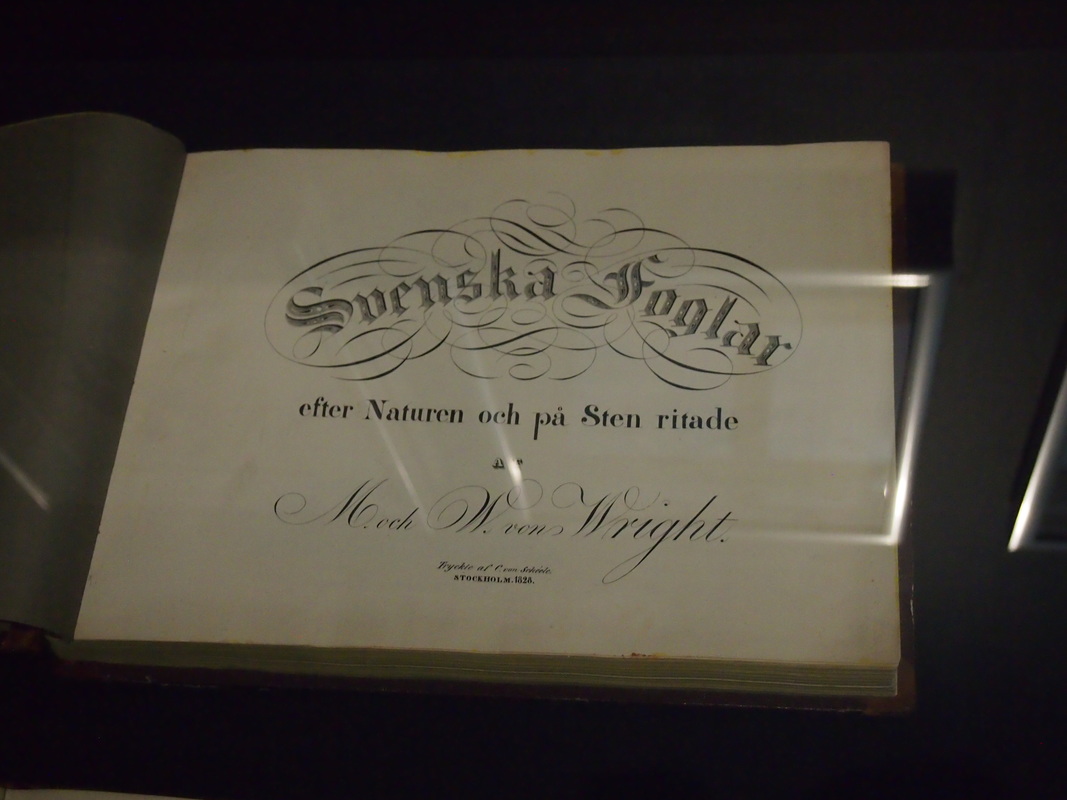 Svenska Foglar
efter Naturen och på Sten ritade
AF
M. och W. von Wright.
Tryckte af C. von Scheele.
STOCKHOLM. 1828.